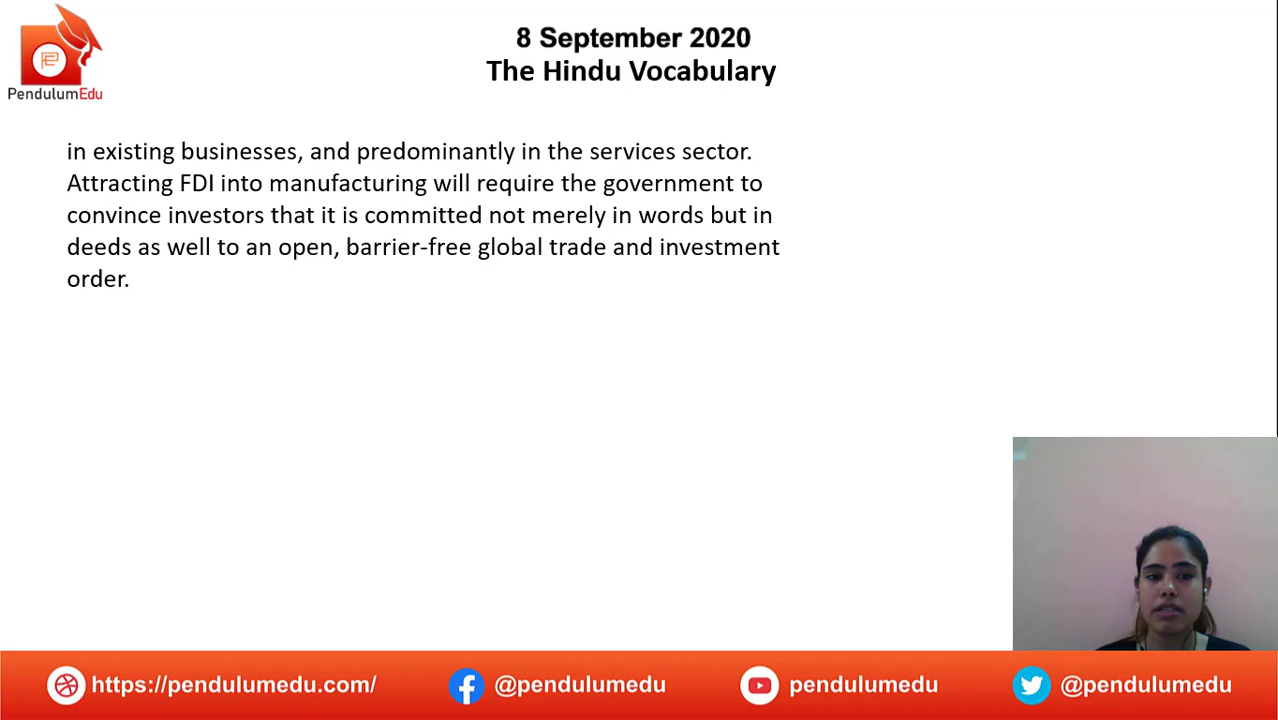 8 September 2020
The Hindu Vocabulary
PendulumEdu
in existing businesses, and predominantly in the services sector.
Attracting FDI into manufacturing will require the government to
convince investors that it is committed not merely in words but in
deeds as well to an open, barrier-free global trade and investment
order.
https://pendulumedu.com/
@pendulumedu
pendulumedu
@pendulumedu